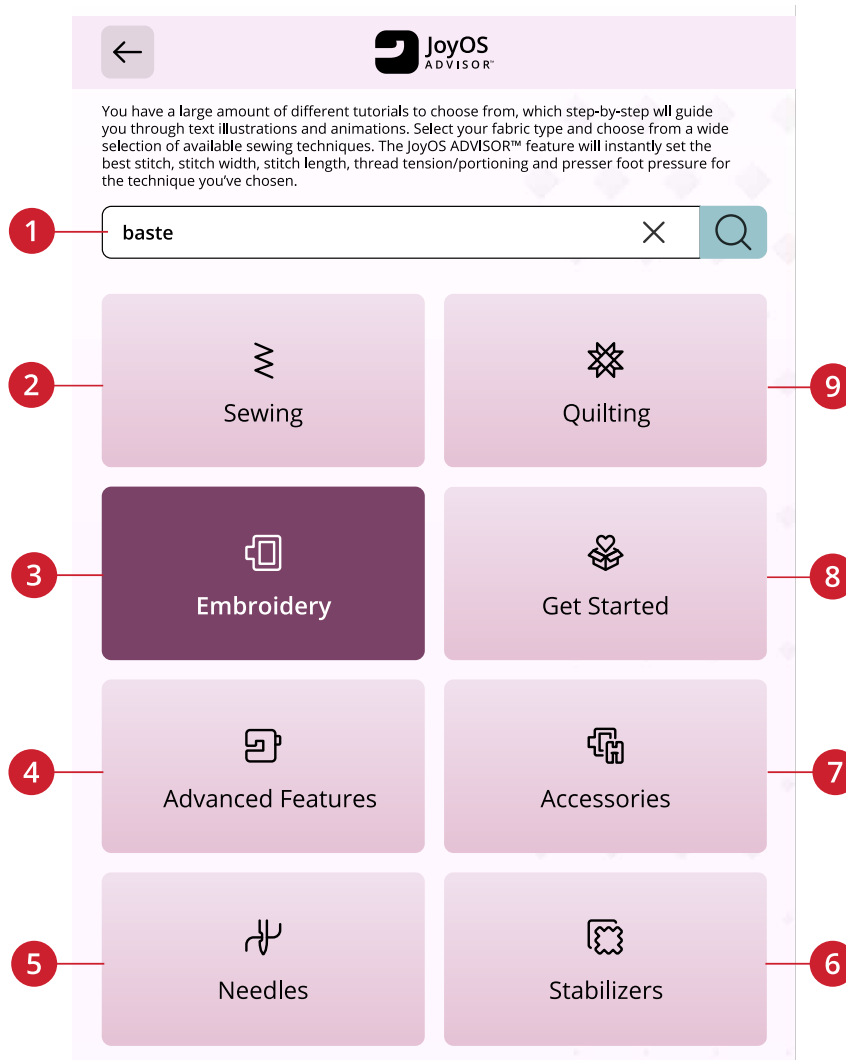 JoyOS
ADVISOR™
You have a large amount of different tutorials to choose from, which step-by-step wll guide
you through text illustrations and animations. Select your fabric type and choose from a wide
selection of available sewing techniques. The JoyOS ADVISOR™ feature will instantly set the
best stitch, stitch width, stitch length, thread tension/portioning and presser foot pressure for
the technique you've chosen.
1
baste
2
Sewing
Quilting
9
3
Embroidery
Get Started
8
4
Advanced Features
Accessories
7
5
Needles
Stabilizers
6